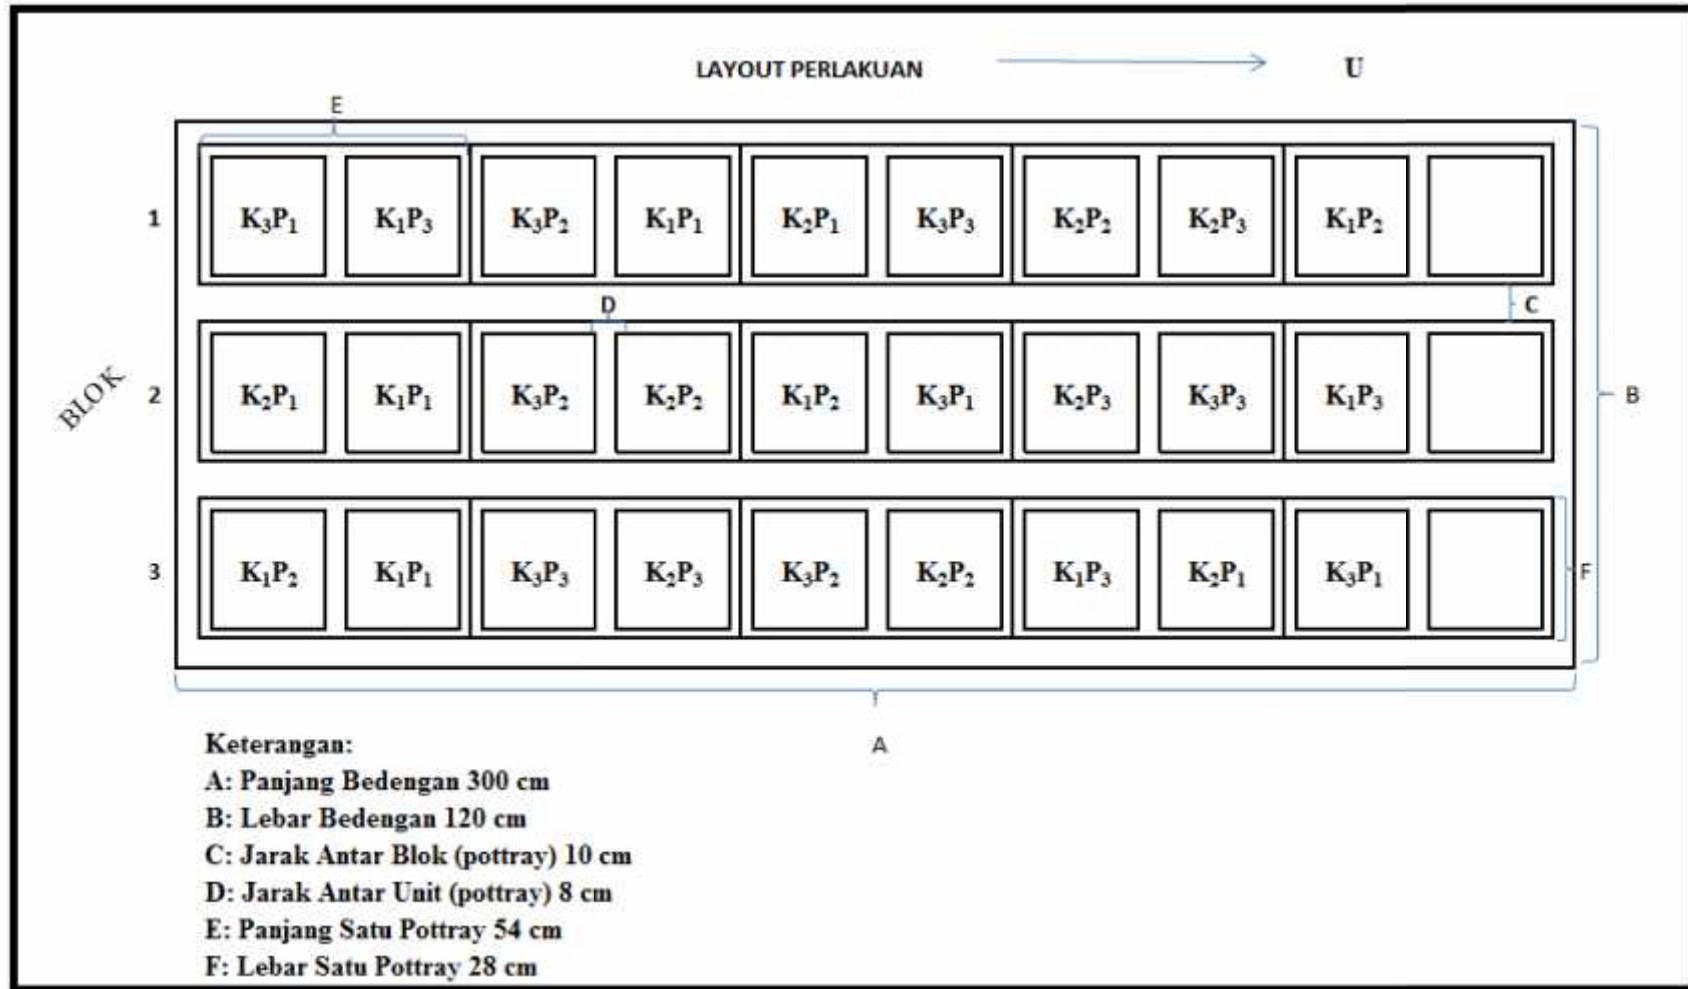 LAYOUT PERLAKUAN U
E
1 K₃P₁ K₁P₃ K₃P₂ K₁P₁ K₂P₁ K₃P₃ K₂P₂ K₂P₃ K₁P₂
D C
BLOK 2 K₂P₁ K₁P₁ K₃P₂ K₂P₂ K₁P₂ K₃P₁ K₂P₃ K₃P₃ K₁P₃ B
3 K₁P₂ K₁P₁ K₃P₃ K₂P₃ K₃P₂ K₂P₂ K₁P₃ K₂P₁ K₃P₁ F
A
Keterangan:
A: Panjang Bedengan 300 cm
B: Lebar Bedengan 120 cm
C: Jarak Antar Blok (pottray) 10 cm
D: Jarak Antar Unit (pottray) 8 cm
E: Panjang Satu Pottray 54 cm
F: Lebar Satu Pottray 28 cm